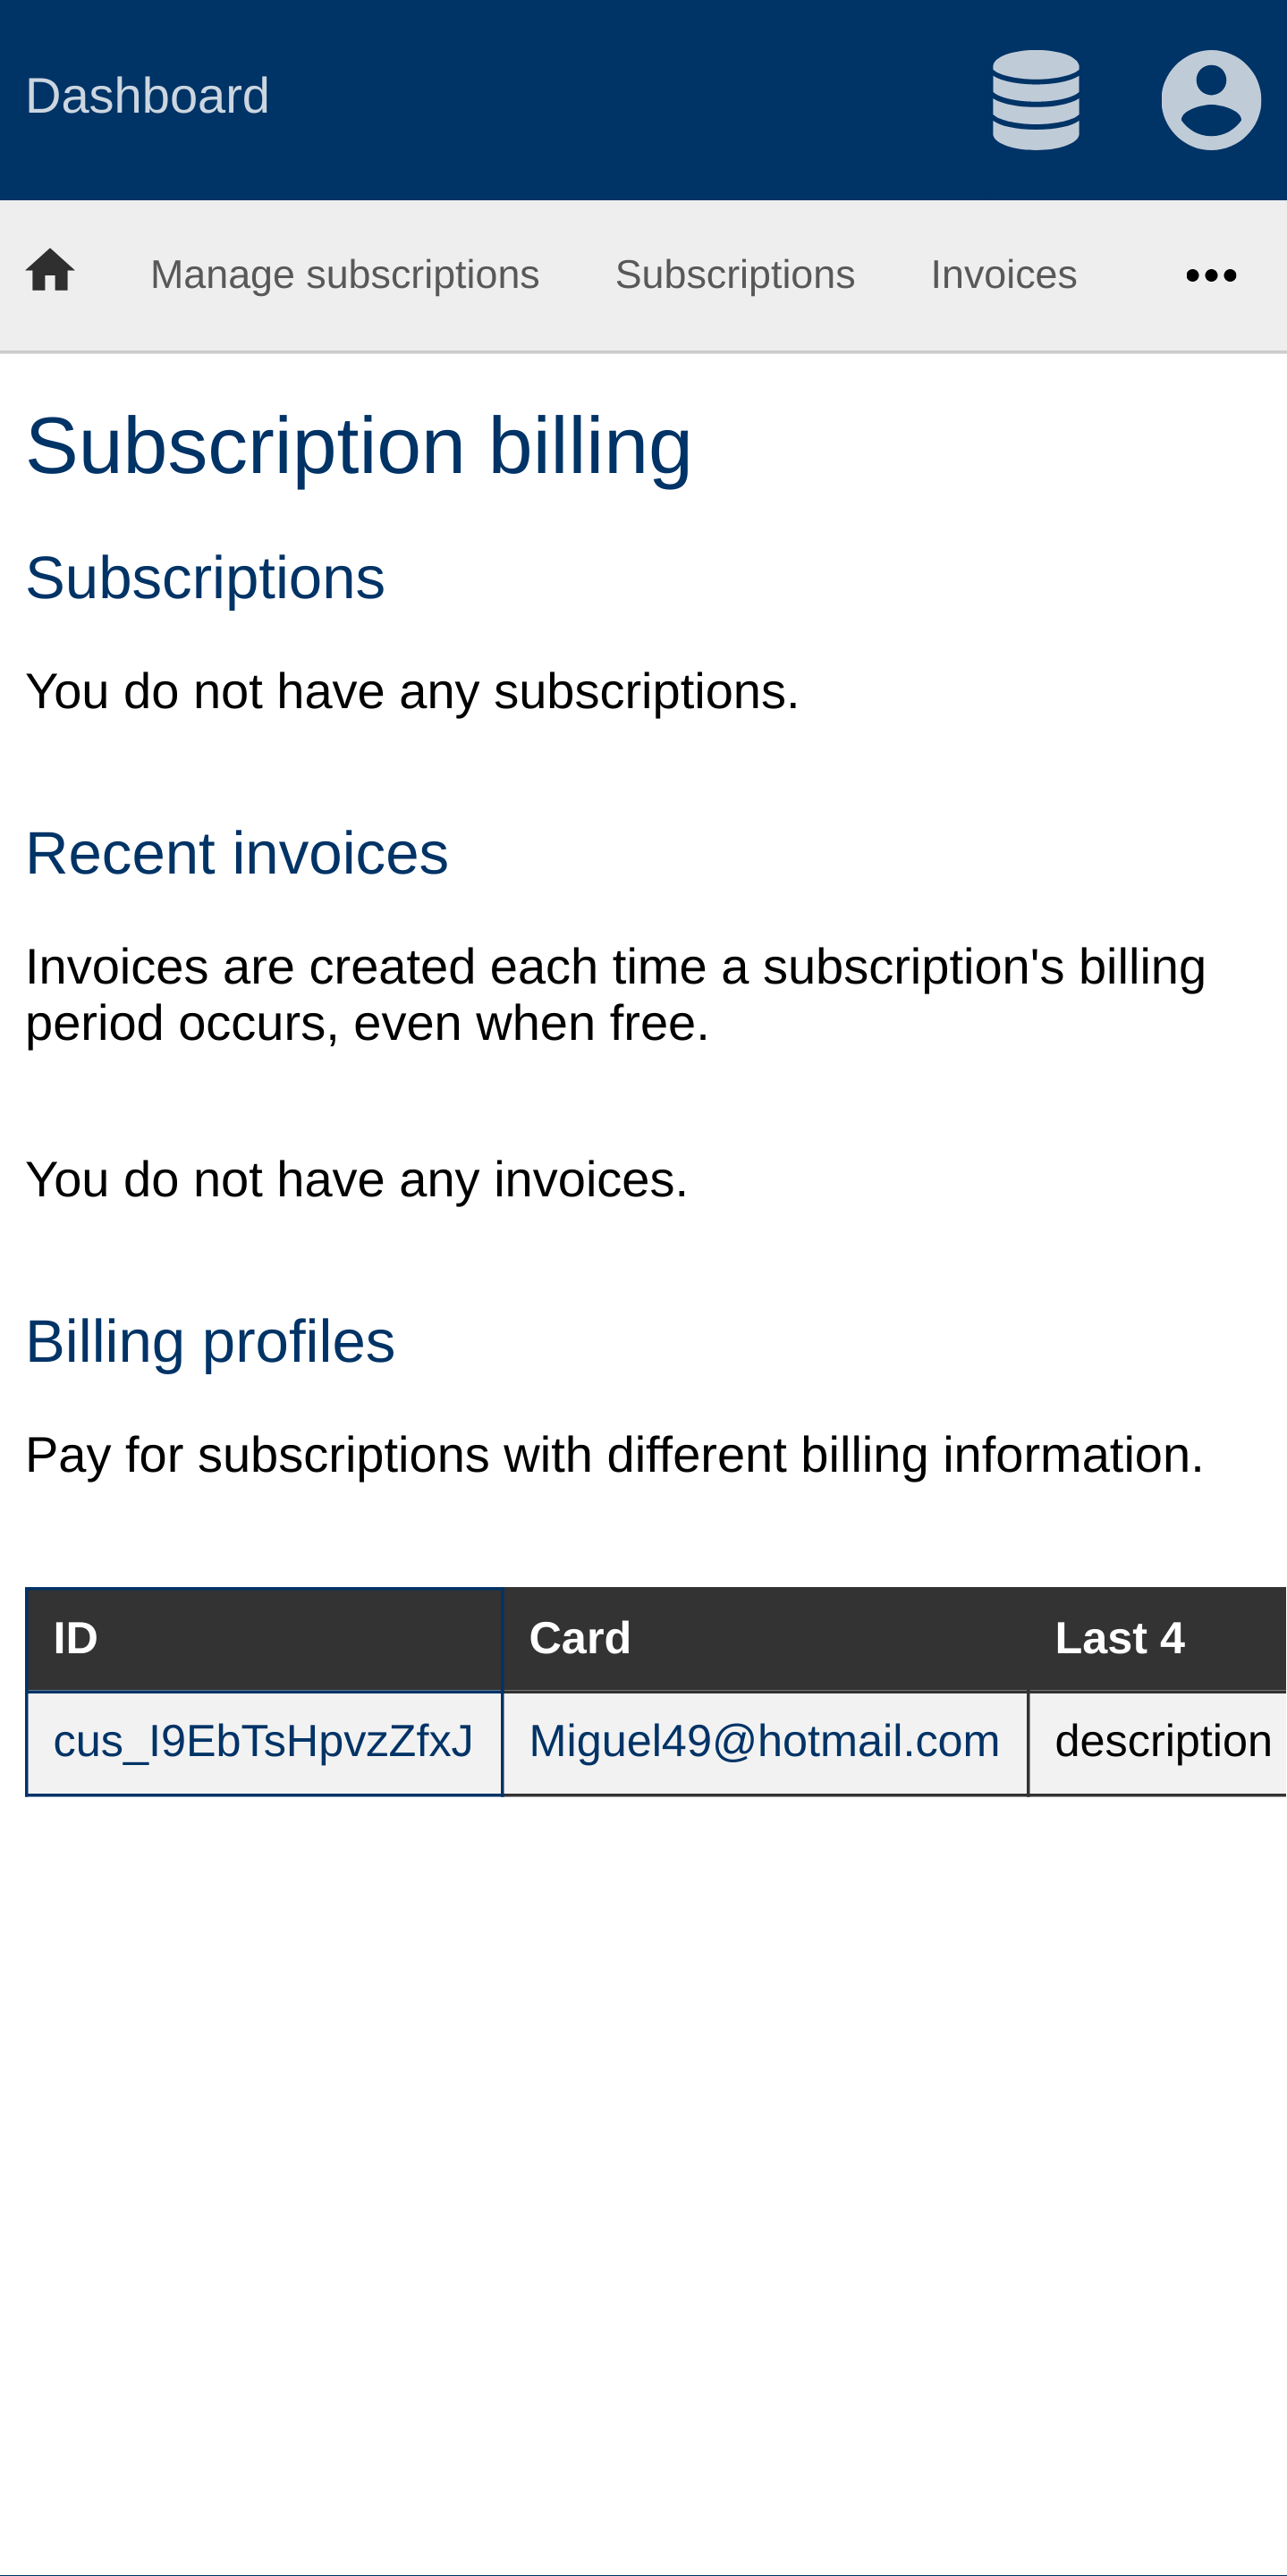 Dashboard
Manage subscriptions Subscriptions Invoices
Subscription billing
Subscriptions
You do not have any subscriptions.
Recent invoices
Invoices are created each time a subscription's billing
period occurs, even when free.
You do not have any invoices.
Billing profiles
Pay for subscriptions with different billing information.
ID Card Last 4
cus_I9EbTsHpvzZfxJ Miguel49@hotmail.com description